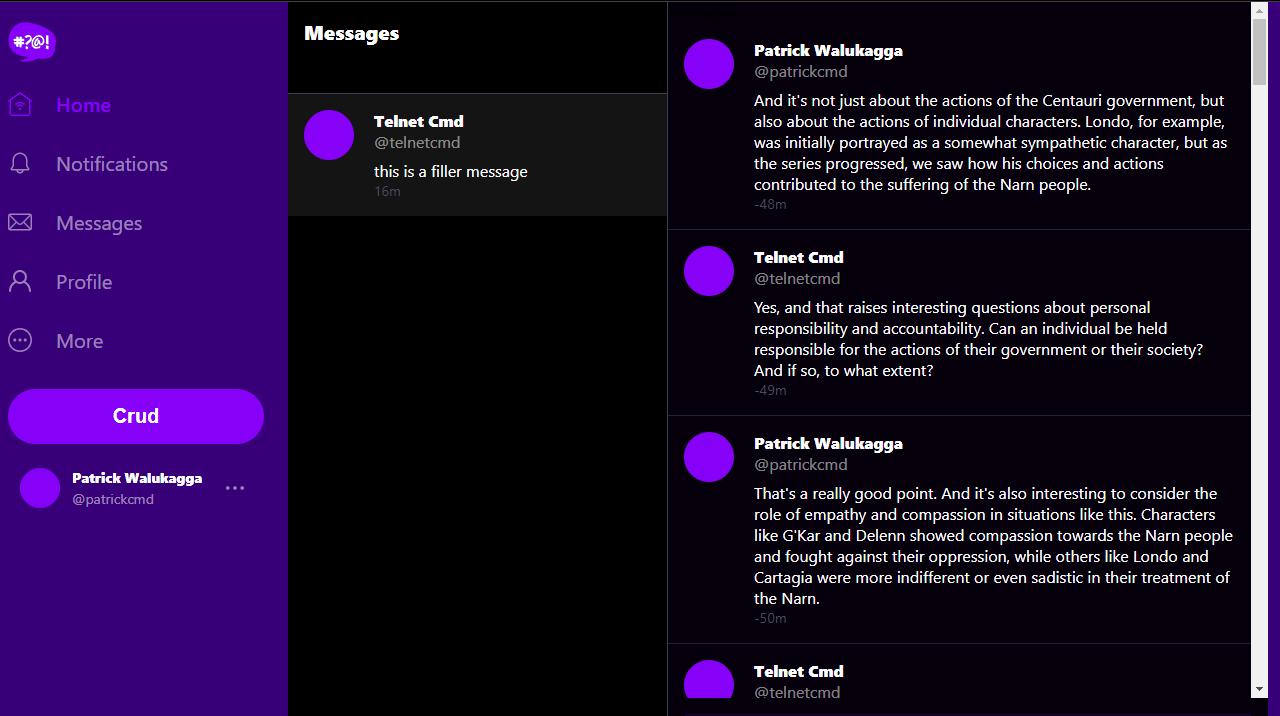 #?@!
Home
Notifications
Messages
Profile
More
Crud
Patrick Walukagga
@patrickcmd
Messages
Telnet Cmd
@telnetcmd
this is a filler message
16m
Patrick Walukagga
@patrickcmd
And it's not just about the actions of the Centauri government, but
also about the actions of individual characters. Londo, for example,
was initially portrayed as a somewhat sympathetic character, but as
the series progressed, we saw how his choices and actions
contributed to the suffering of the Narn people.
-48m
Telnet Cmd
@telnetcmd
Yes, and that raises interesting questions about personal
responsibility and accountability. Can an individual be held
responsible for the actions of their government or their society?
And if so, to what extent?
-49m
Patrick Walukagga
@patrickcmd
That's a really good point. And it's also interesting to consider the
role of empathy and compassion in situations like this. Characters
like G'Kar and Delenn showed compassion towards the Narn people
and fought against their oppression, while others like Londo and
Cartagia were more indifferent or even sadistic in their treatment of
the Narn.
-50m
Telnet Cmd
@telnetcmd